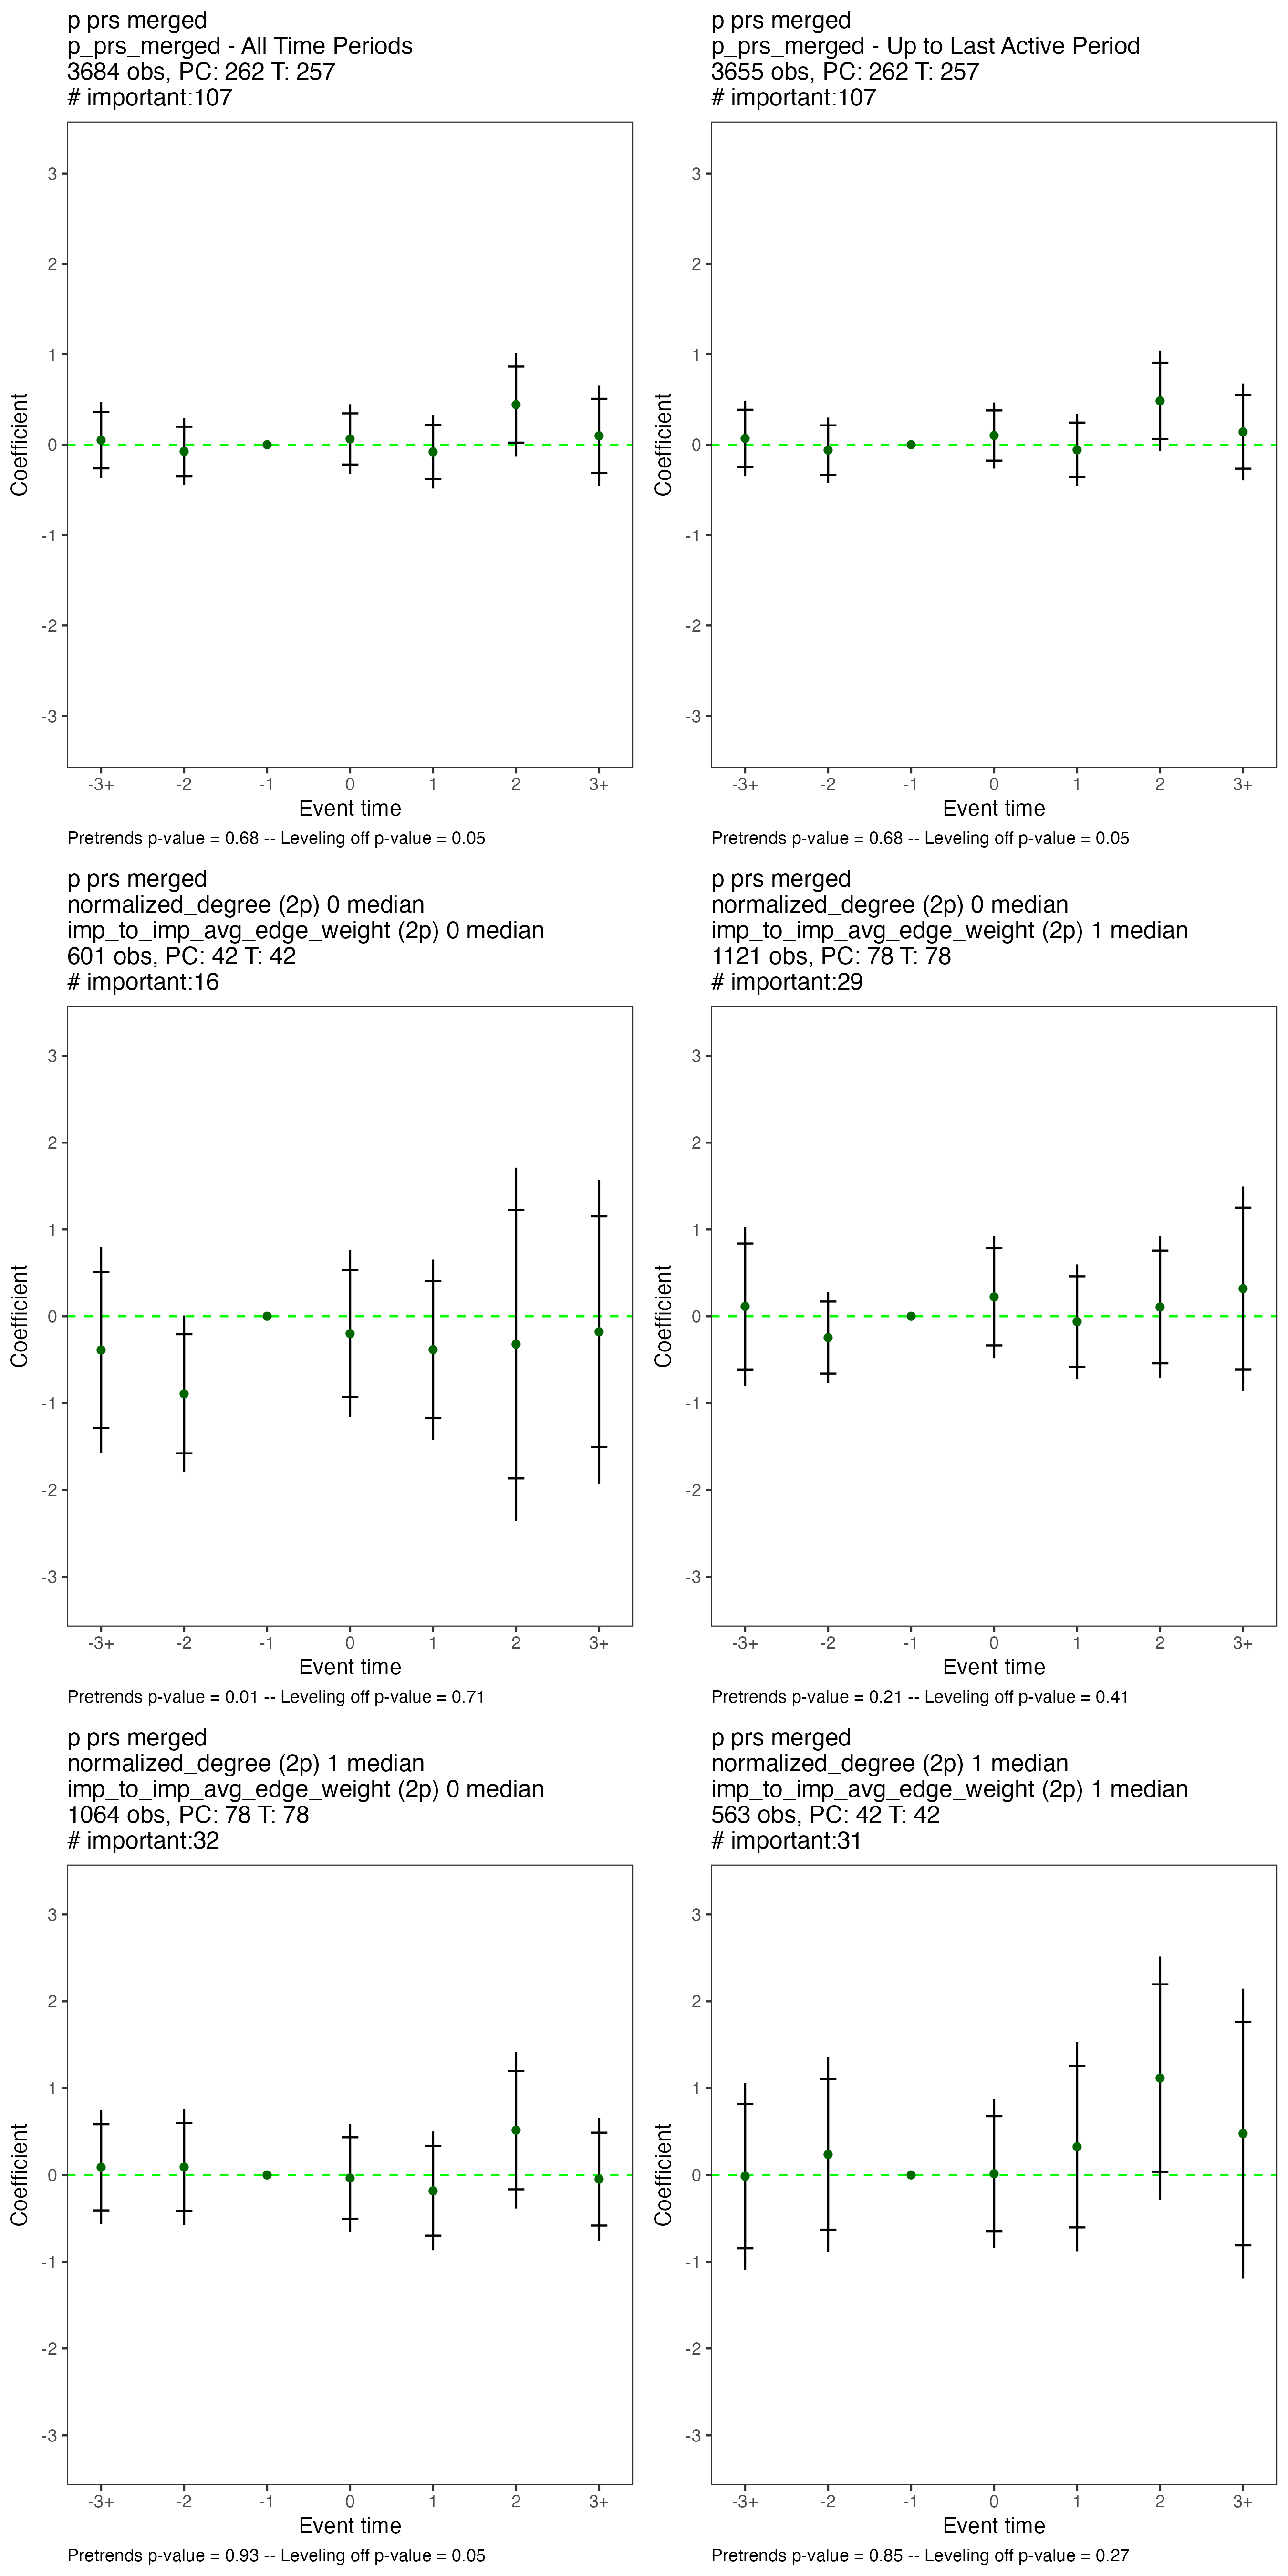 p prs merged
p_prs_merged - All Time Periods
3684 obs, PC: 262 T: 257
# important:107
3
2
1
0
-1
-2
-3
Coefficient
-3+ -2 -1 0 1 2 3+
Event time
Pretrends p-value = 0.68 -- Leveling off p-value = 0.05
p prs merged
p_prs_merged - Up to Last Active Period
3655 obs, PC: 262 T: 257
# important:107
3
2
1
0
-1
-2
-3
Coefficient
-3+ -2 -1 0 1 2 3+
Event time
Pretrends p-value = 0.68 -- Leveling off p-value = 0.05
p prs merged
normalized_degree (2p) 0 median
imp_to_imp_avg_edge_weight (2p) 0 median
601 obs, PC: 42 T: 42
# important:16
3
2
1
0
-1
-2
-3
Coefficient
-3+ -2 -1 0 1 2 3+
Event time
Pretrends p-value = 0.01 -- Leveling off p-value = 0.71
p prs merged
normalized_degree (2p) 0 median
imp_to_imp_avg_edge_weight (2p) 1 median
1121 obs, PC: 78 T: 78
# important:29
3
2
1
0
-1
-2
-3
Coefficient
-3+ -2 -1 0 1 2 3+
Event time
Pretrends p-value = 0.21 -- Leveling off p-value = 0.41
p prs merged
normalized_degree (2p) 1 median
imp_to_imp_avg_edge_weight (2p) 0 median
1064 obs, PC: 78 T: 78
# important:32
3
2
1
0
-1
-2
-3
Coefficient
-3+ -2 -1 0 1 2 3+
Event time
Pretrends p-value = 0.93 -- Leveling off p-value = 0.05
p prs merged
normalized_degree (2p) 1 median
imp_to_imp_avg_edge_weight (2p) 1 median
563 obs, PC: 42 T: 42
# important:31
3
2
1
0
-1
-2
-3
Coefficient
-3+ -2 -1 0 1 2 3+
Event time
Pretrends p-value = 0.85 -- Leveling off p-value = 0.27